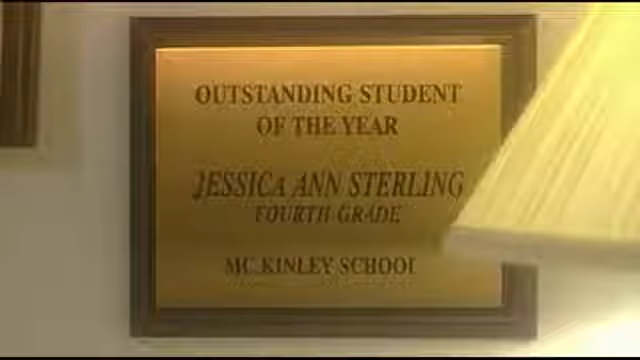 OUTSTANDING STUDENT
OF THE YEAR
JESSICA ANN STERLING
FOURTH GRADE
MC KINLEY SCHOOL